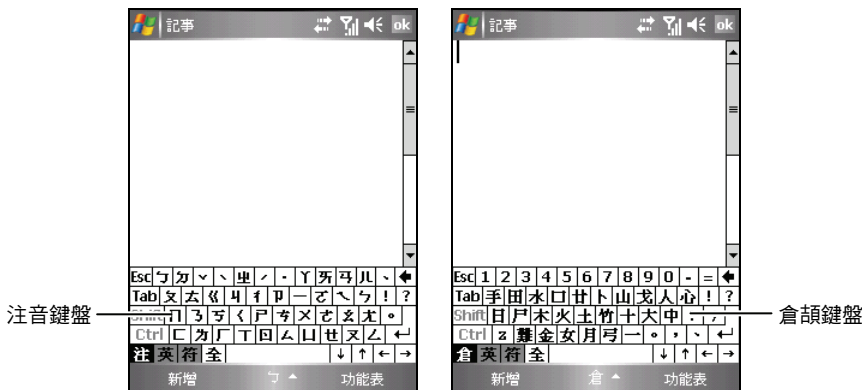 記事 ok
Esc ㄅ ㄉ ˇ ˋ ㄓ ˊ ˙ ㄚ ㄞ ㄢ ㄦ 、 ←
Tab ㄆ ㄊ ㄍ ㄐ ㄔ ㄗ ㄧ ㄛ ㄟ ㄣ ! ?
Shift ㄇ ㄋ ㄎ ㄑ ㄕ ㄘ ㄨ ㄜ ㄠ ㄤ 。
Ctrl ㄈ ㄌ ㄏ ㄒ ㄖ ㄙ ㄩ ㄝ ㄡ ㄥ ↵
注 英 符 全 ↓ ↑ ← →
新增 ㄅ 功能表
注音鍵盤
記事 ok
Esc 1 2 3 4 5 6 7 8 9 0 - = ←
Tab 手 田 水 口 廿 卜 山 戈 人 心 ! ?
Shift 日 尸 木 火 土 竹 十 大 中
Ctrl z 難 金 女 月 弓 一 。 , 、 ↵
倉 英 符 全 ↓ ↑ ← →
新增 倉 功能表
倉頡鍵盤